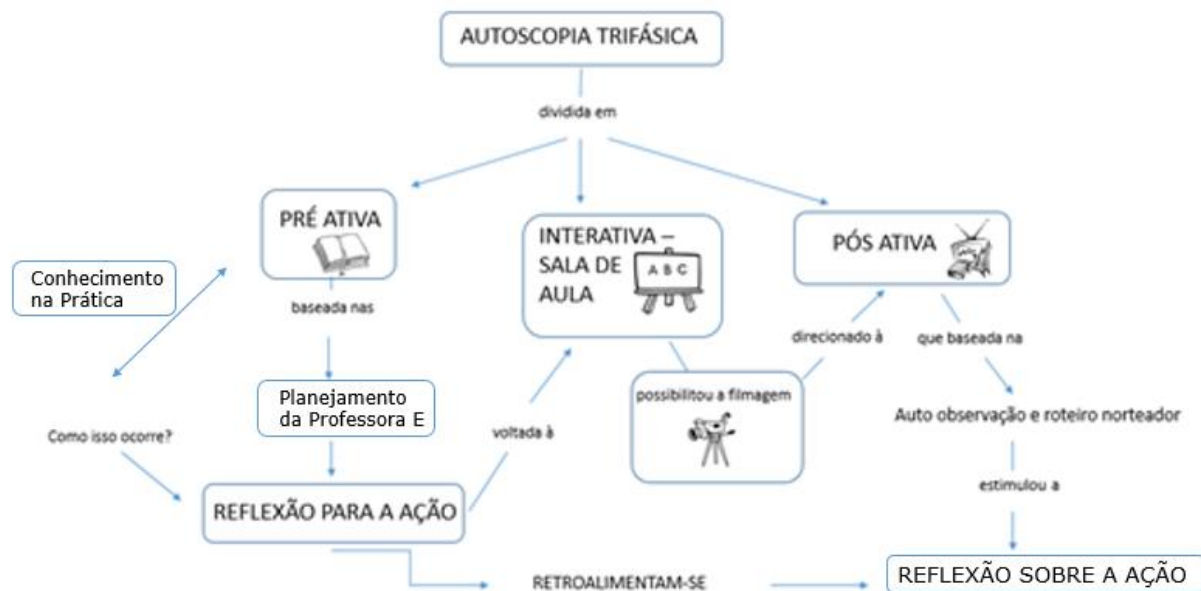 AUTOSCOPIA TRIFÁSICA
dividida em
PRÉ ATIVA
INTERATIVA –
SALA DE
AULA
A B C
PÓS ATIVA
Conhecimento
na Prática
baseada nas
direcionado à
que baseada na
Planejamento
da Professora E
possibilitou a filmagem
Como isso ocorre?
voltada à
Auto observação e roteiro norteador
estimulou a
REFLEXÃO PARA A AÇÃO
RETROALIMENTAM-SE
REFLEXÃO SOBRE A AÇÃO